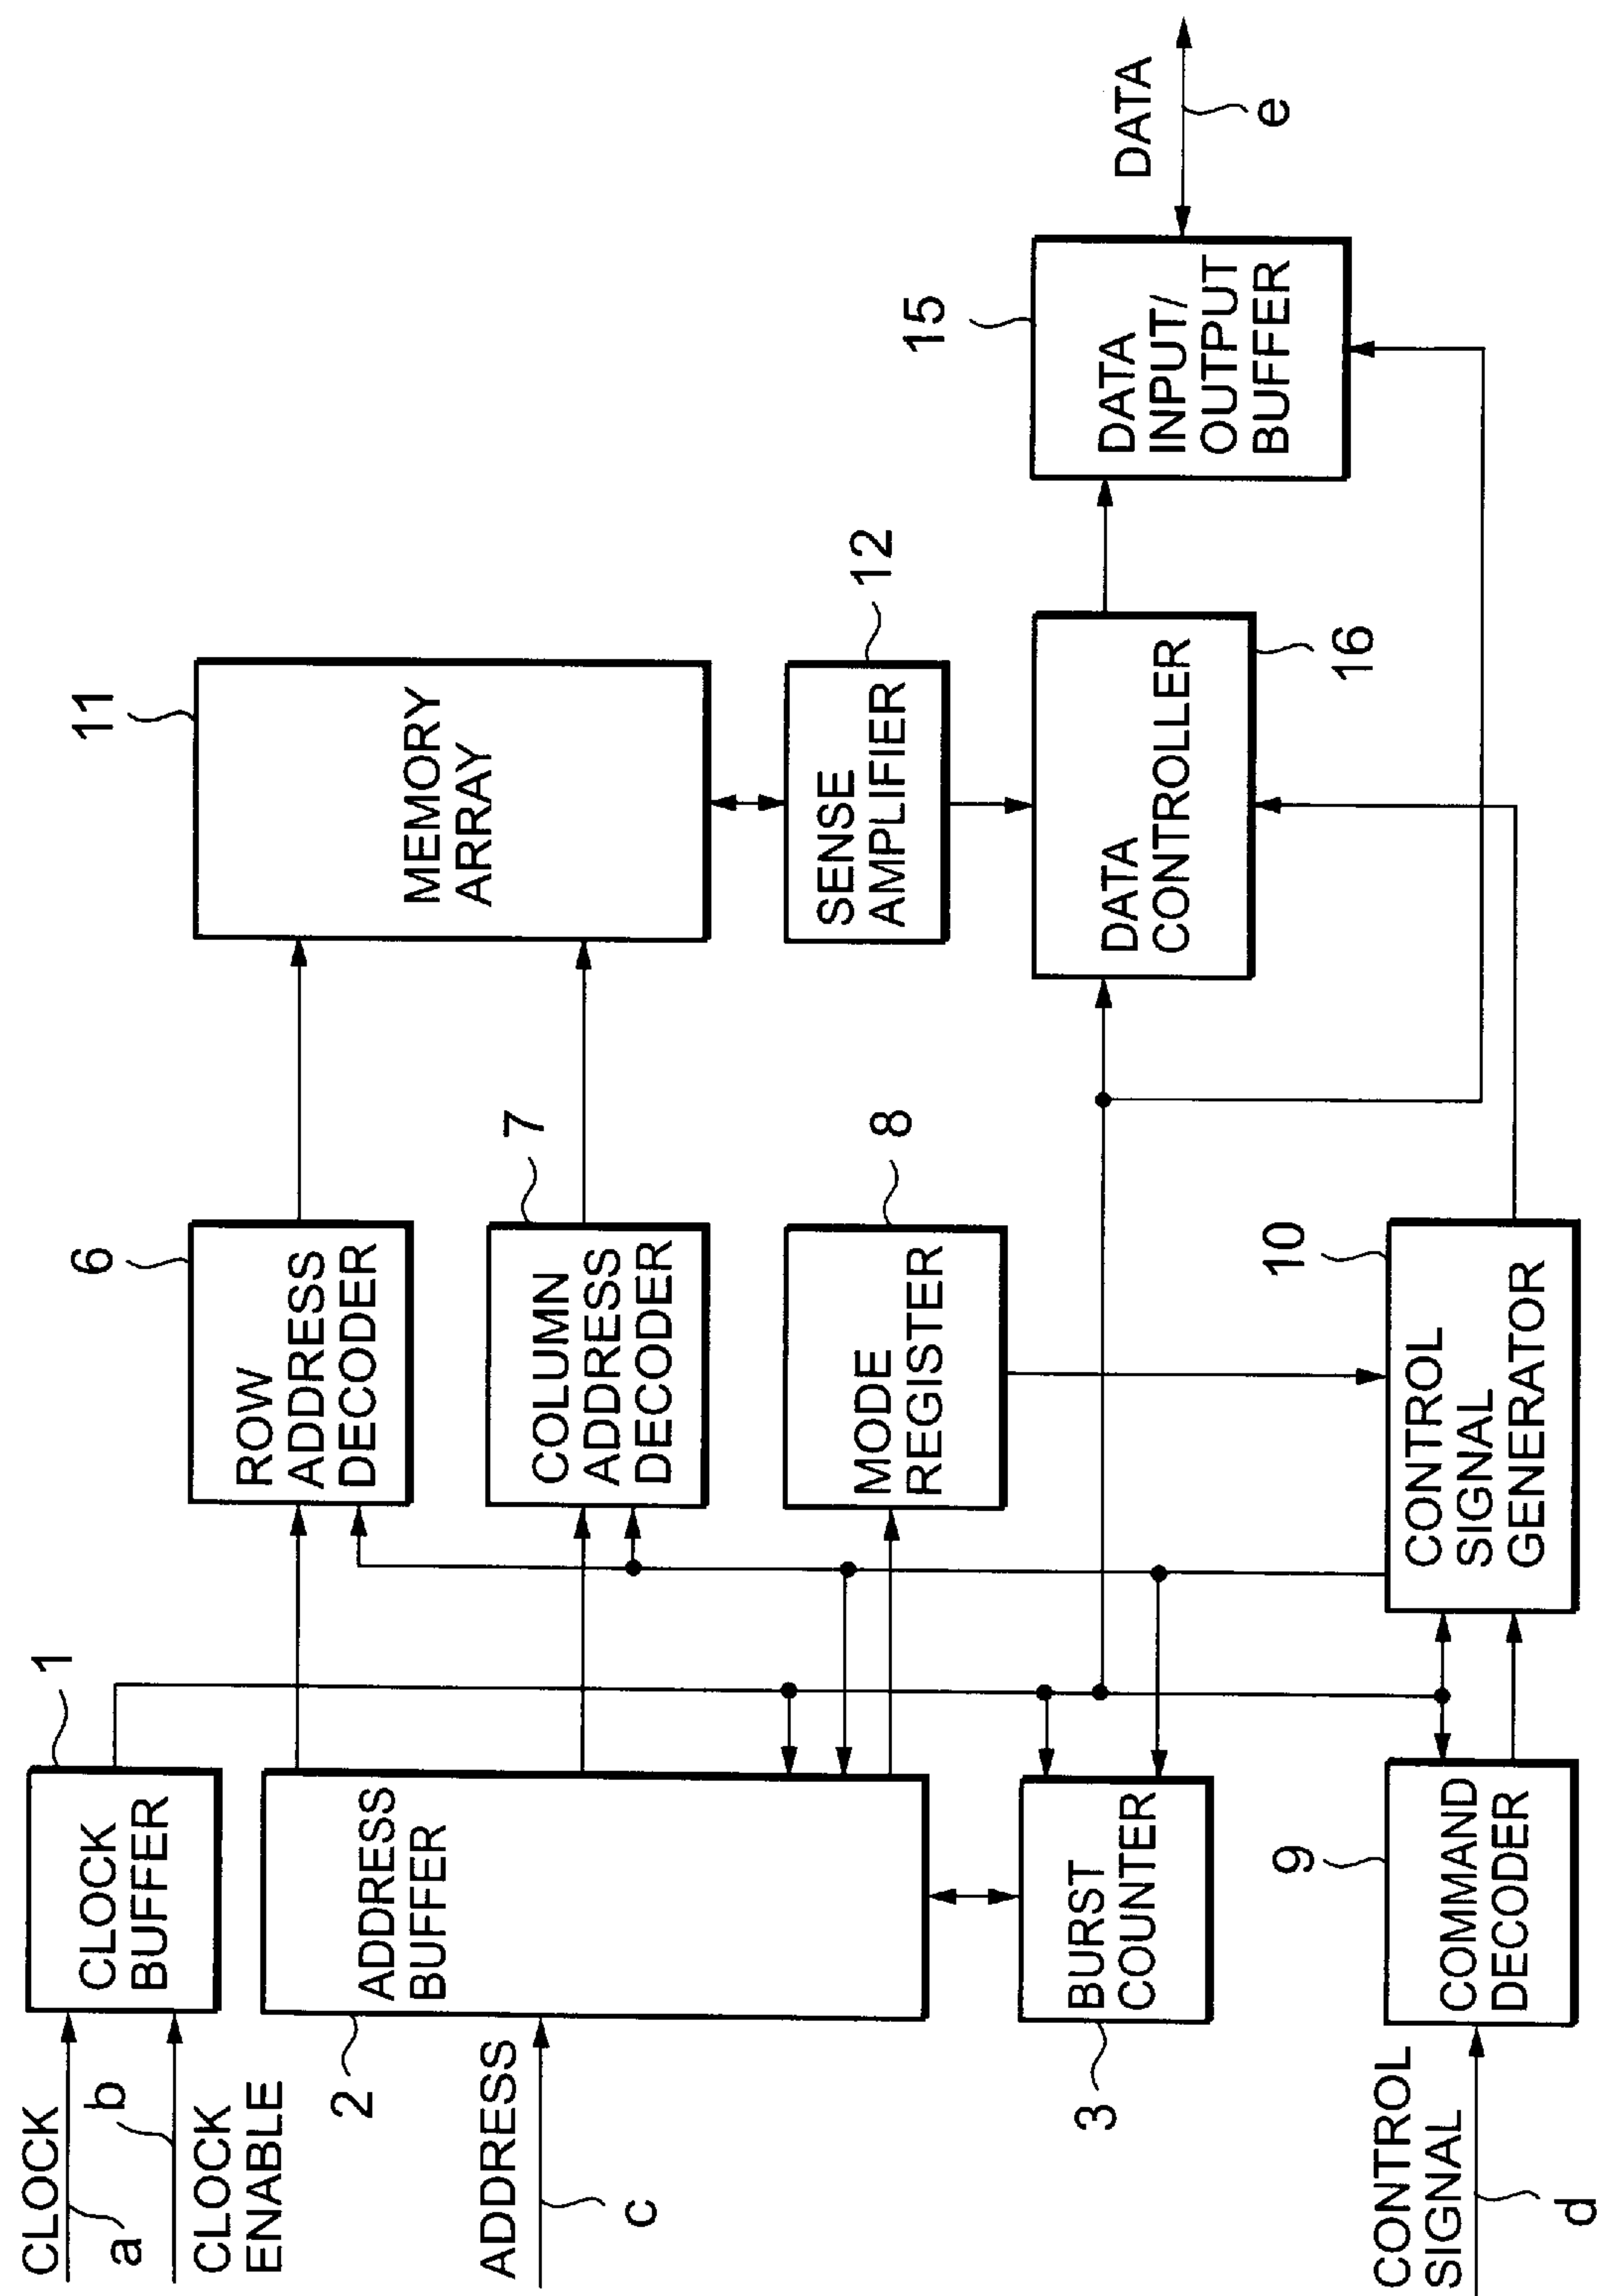 CLOCK
a
b
CLOCK
ENABLE
1
CLOCK
BUFFER
ADDRESS
c
2
ADDRESS
BUFFER
3
BURST
COUNTER
CONTROL
SIGNAL
d
9
COMMAND
DECODER
6
ROW
ADDRESS
DECODER
7
COLUMN
ADDRESS
DECODER
8
MODE
REGISTER
10
CONTROL
SIGNAL
GENERATOR
11
MEMORY
ARRAY
12
SENSE
AMPLIFIER
DATA
CONTROLLER
16
15
DATA
INPUT/
OUTPUT
BUFFER
DATA
e